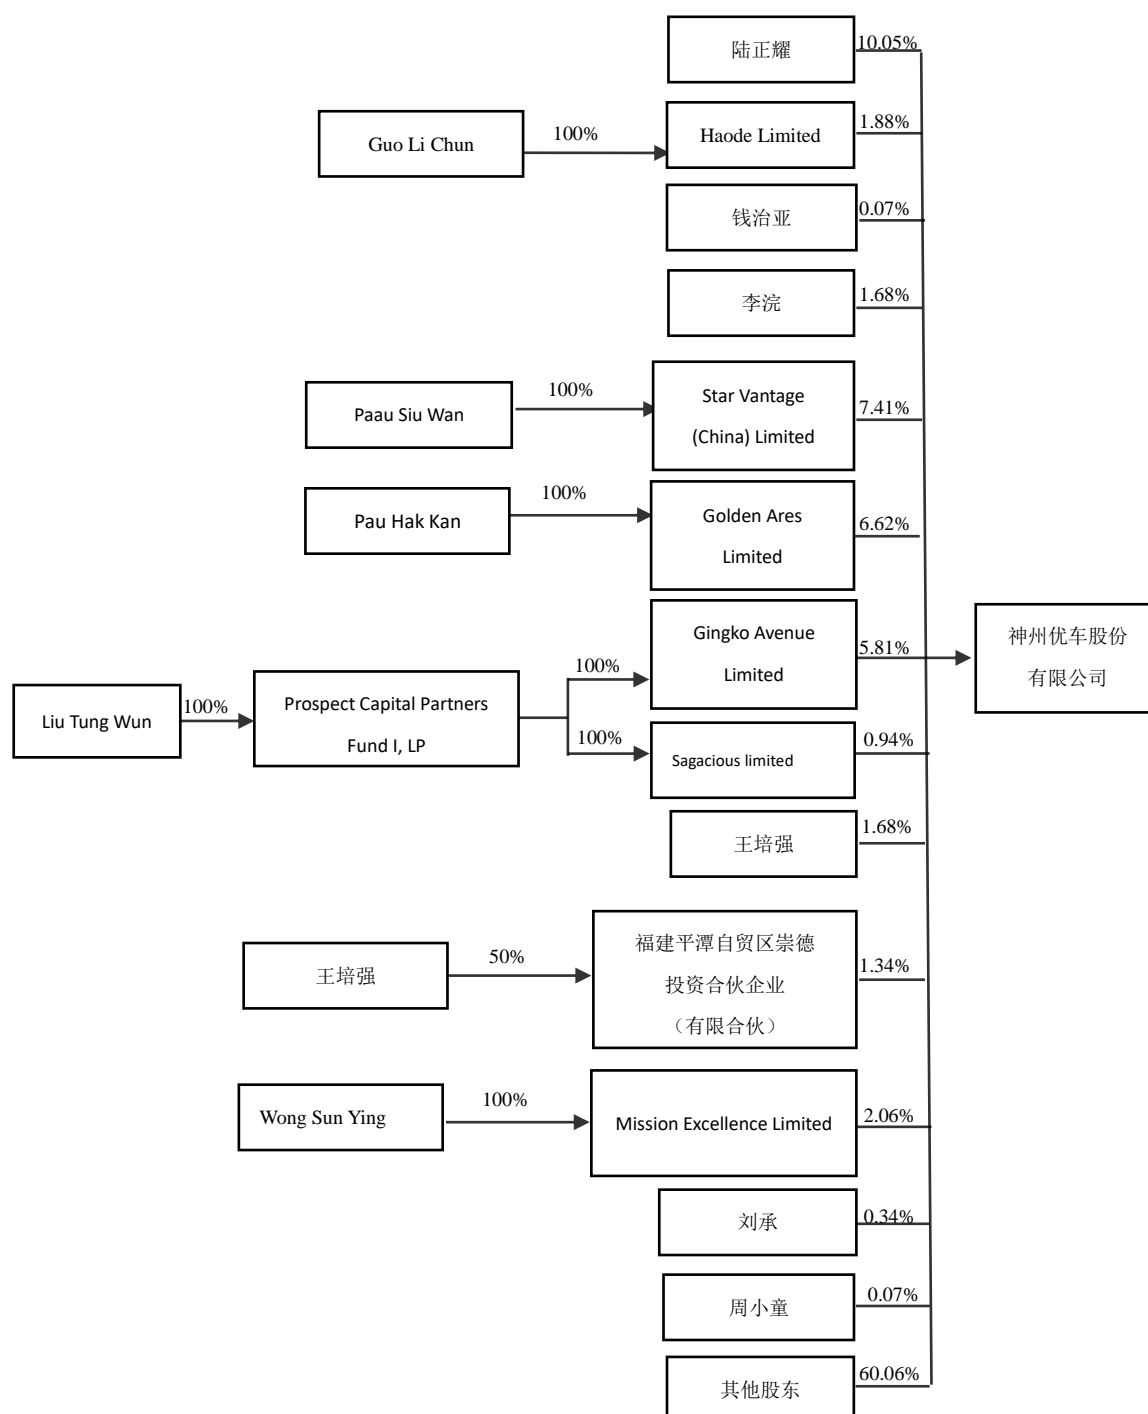 陆正耀
10.05%
Guo Li Chun
100%
Haode Limited
1.88%
钱治亚
0.07%
李浣
1.68%
Paau Siu Wan
100%
Star Vantage
(China) Limited
7.41%
Pau Hak Kan
100%
Golden Ares
Limited
6.62%
Liu Tung Wun
100%
Prospect Capital Partners
Fund I, LP
100%
Gingko Avenue
Limited
5.81%
100%
Sagacious limited
0.94%
神州优车股份
有限公司
王培强
1.68%
王培强
50%
福建平潭自贸区崇德
投资合伙企业
（有限合伙）
1.34%
Wong Sun Ying
100%
Mission Excellence Limited
2.06%
刘承
0.34%
周小童
0.07%
其他股东
60.06%